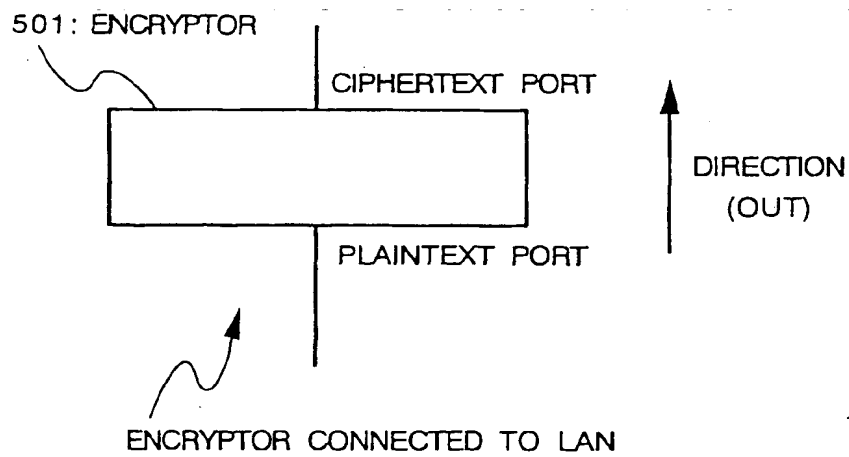 501: ENCRYPTOR
CIPHERTEXT PORT
DIRECTION
(OUT)
PLAINTEXT PORT
ENCRYPTOR CONNECTED TO LAN